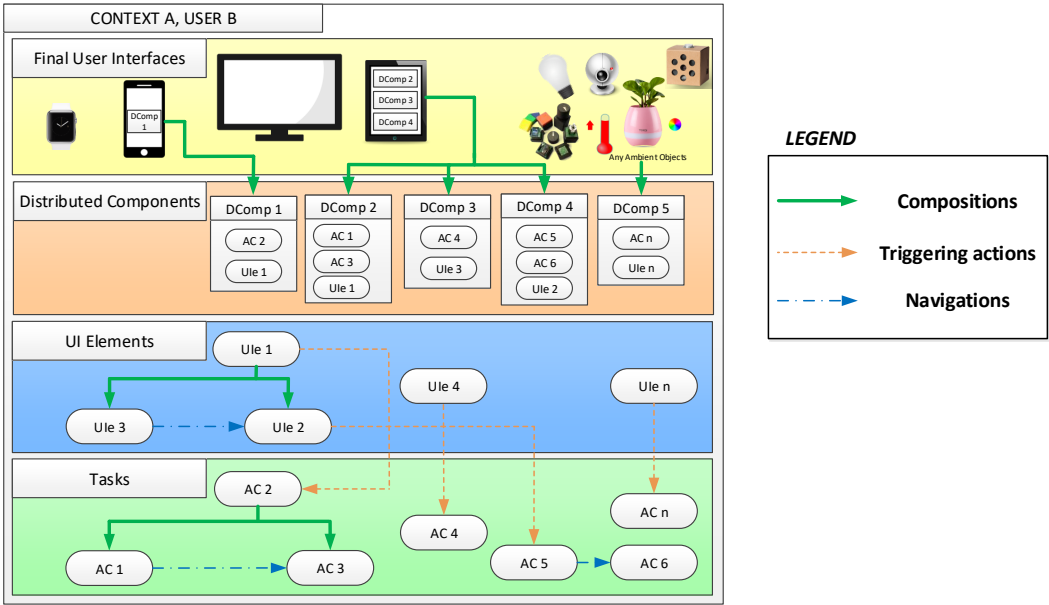 CONTEXT A, USER B
Final User Interfaces
DComp
1
DComp 2
DComp 3
DComp 4
Any Ambient Objects
Distributed Components
DComp 1
AC 2
UIe 1
DComp 2
AC 1
AC 3
UIe 1
DComp 3
AC 4
UIe 3
DComp 4
AC 5
AC 6
UIe 2
DComp 5
AC n
UIe n
UI Elements
UIe 1
UIe 4
UIe n
UIe 3
UIe 2
Tasks
AC 2
AC n
AC 4
AC 1
AC 3
AC 5
AC 6
LEGEND
Compositions
Triggering actions
Navigations